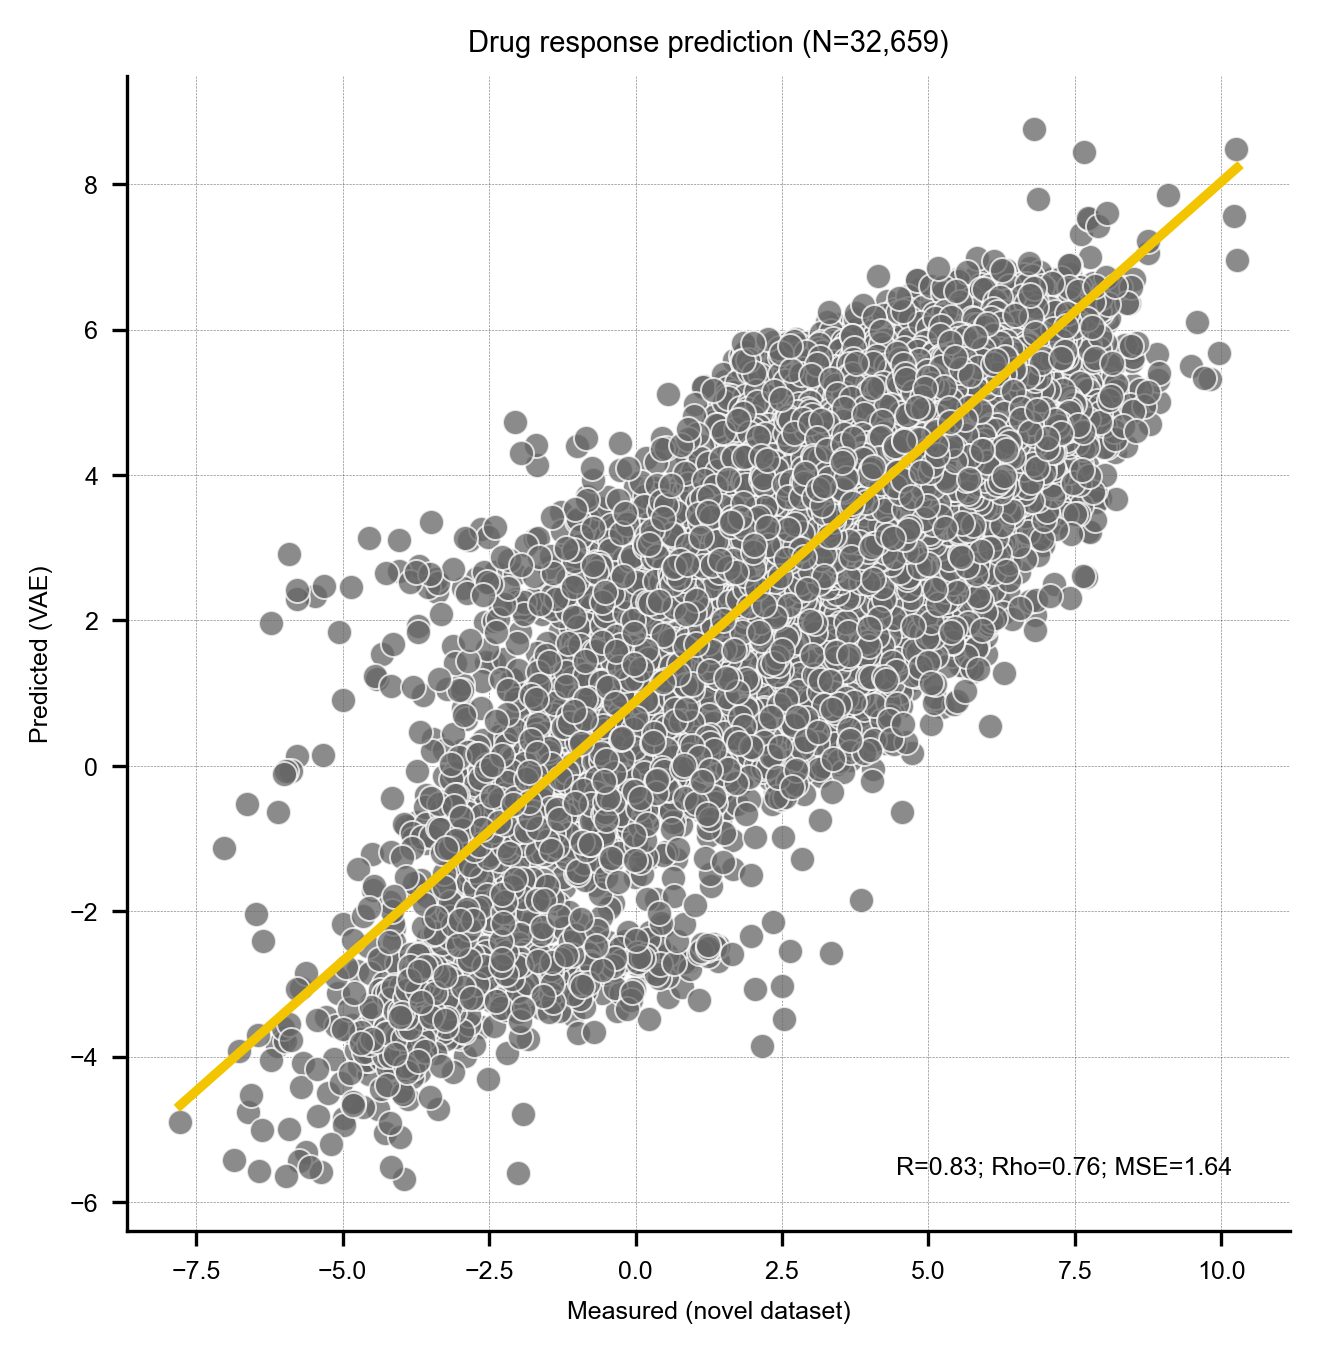 Drug response prediction (N=32,659)
8
6
4
2
0
−2
−4
−6
Predicted (VAE)
R=0.83; Rho=0.76; MSE=1.64
−7.5 −5.0 −2.5 0.0 2.5 5.0 7.5 10.0
Measured (novel dataset)